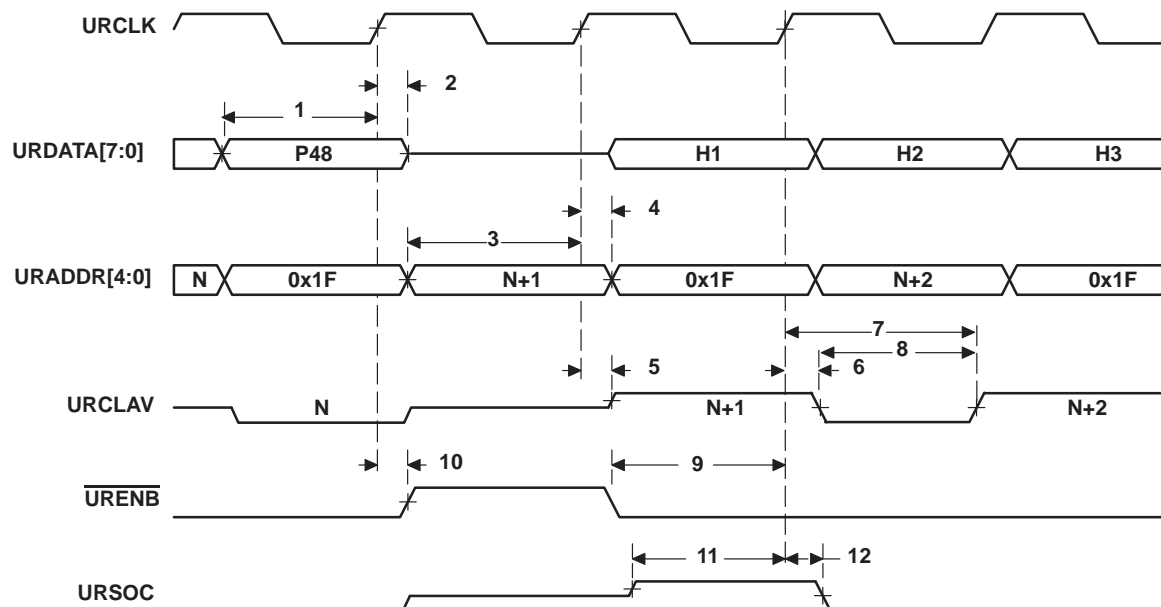 URCLK
2
1
URDATA[7:0] P48 H1 H2 H3
4
3
URADDR[4:0] N 0x1F N+1 0x1F N+2 0x1F
7
8
5 6
URCLAV N N+1 N+2
10 9
URENB
11 12
URSOC